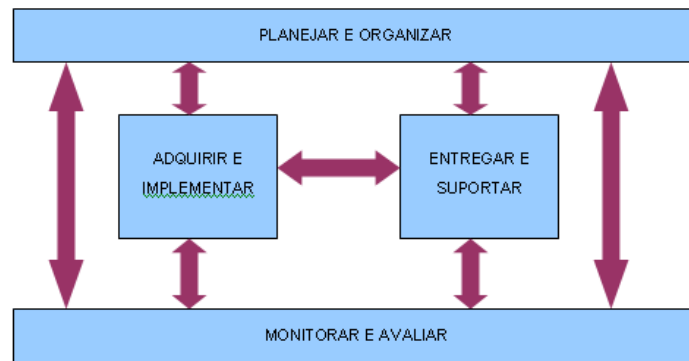 PLANEJAR E ORGANIZAR
ADQUIRIR E
IMPLEMENTAR
ENTREGAR E
SUPORTAR
MONITORAR E AVALIAR